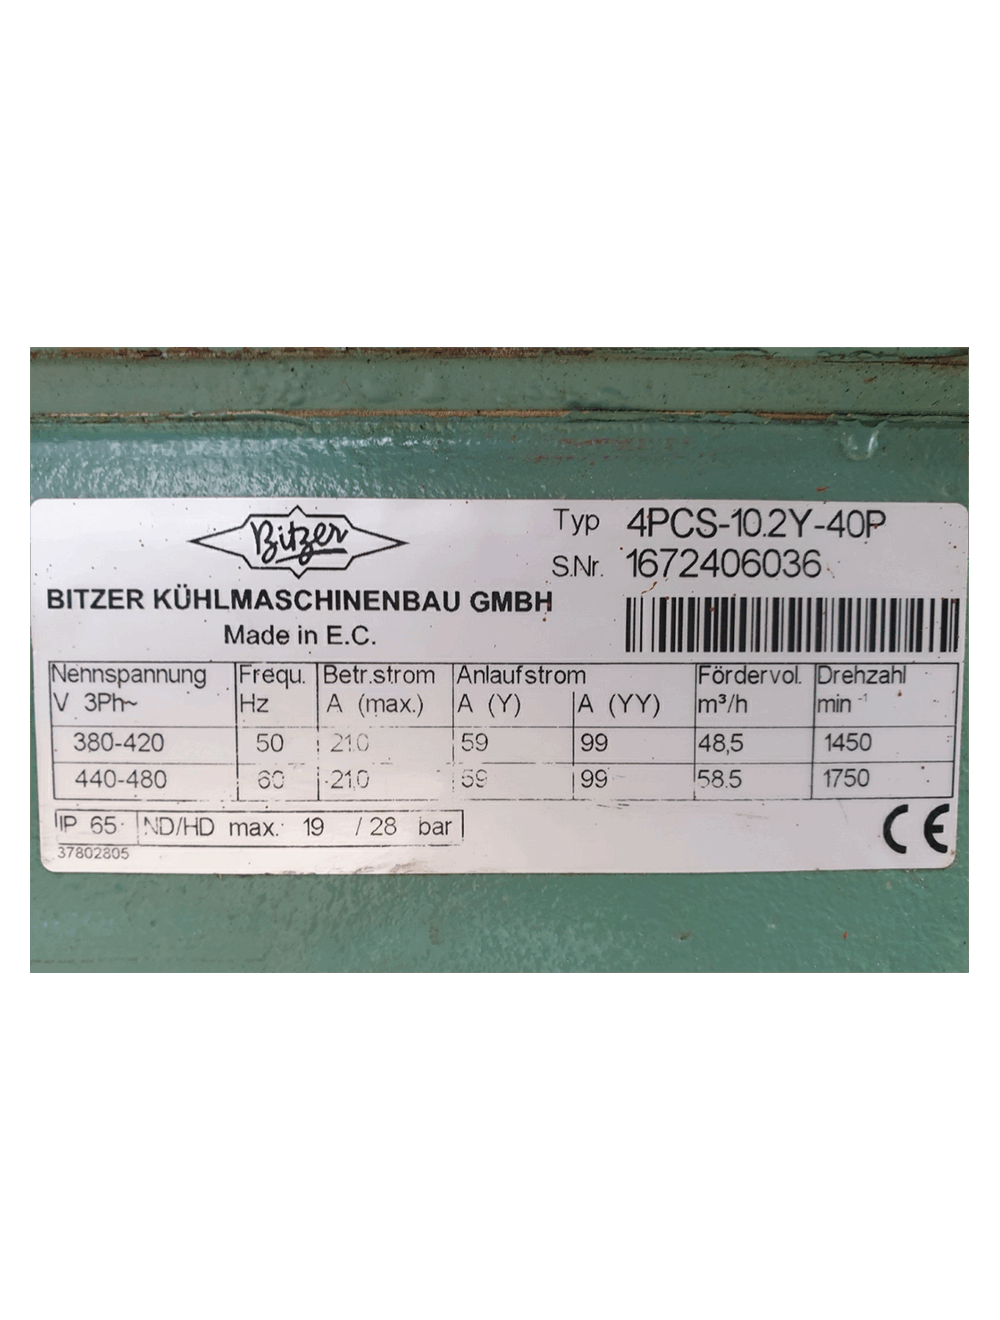 Bitzer
Typ 4PCS-10.2Y-40P
S.Nr. 1672406036
BITZER KÜHLMASCHINENBAU GMBH
Made in E.C.
Nennspannung Frequ. Betr.strom Anlaufstrom Fördervol. Drehzahl
V 3Ph~ Hz A (max.) A (Y) A (YY) m³/h min⁻¹
380-420 50 21.0 59 99 48,5 1450
440-480 60 21,0 59 99 58.5 1750
IP 65 ND/HD max.: 19 / 28 bar
37802805
CE